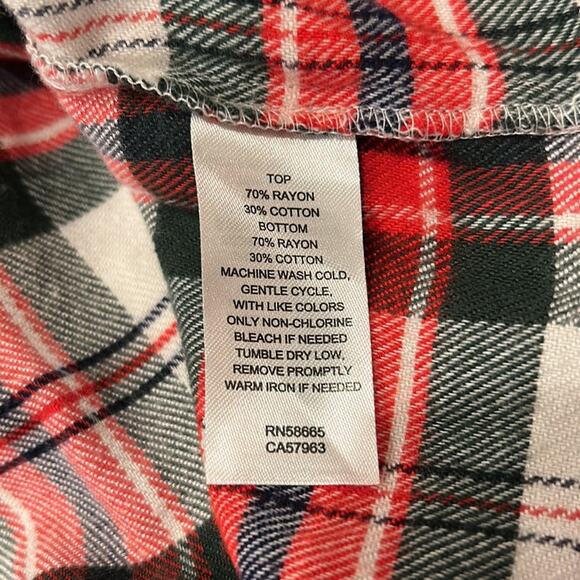 TOP
70% RAYON
30% COTTON
BOTTOM
70% RAYON
30% COTTON
MACHINE WASH COLD,
GENTLE CYCLE,
WITH LIKE COLORS
ONLY NON-CHLORINE
BLEACH IF NEEDED
TUMBLE DRY LOW,
REMOVE PROMPTLY
WARM IRON IF NEEDED
RN58665
CA57963